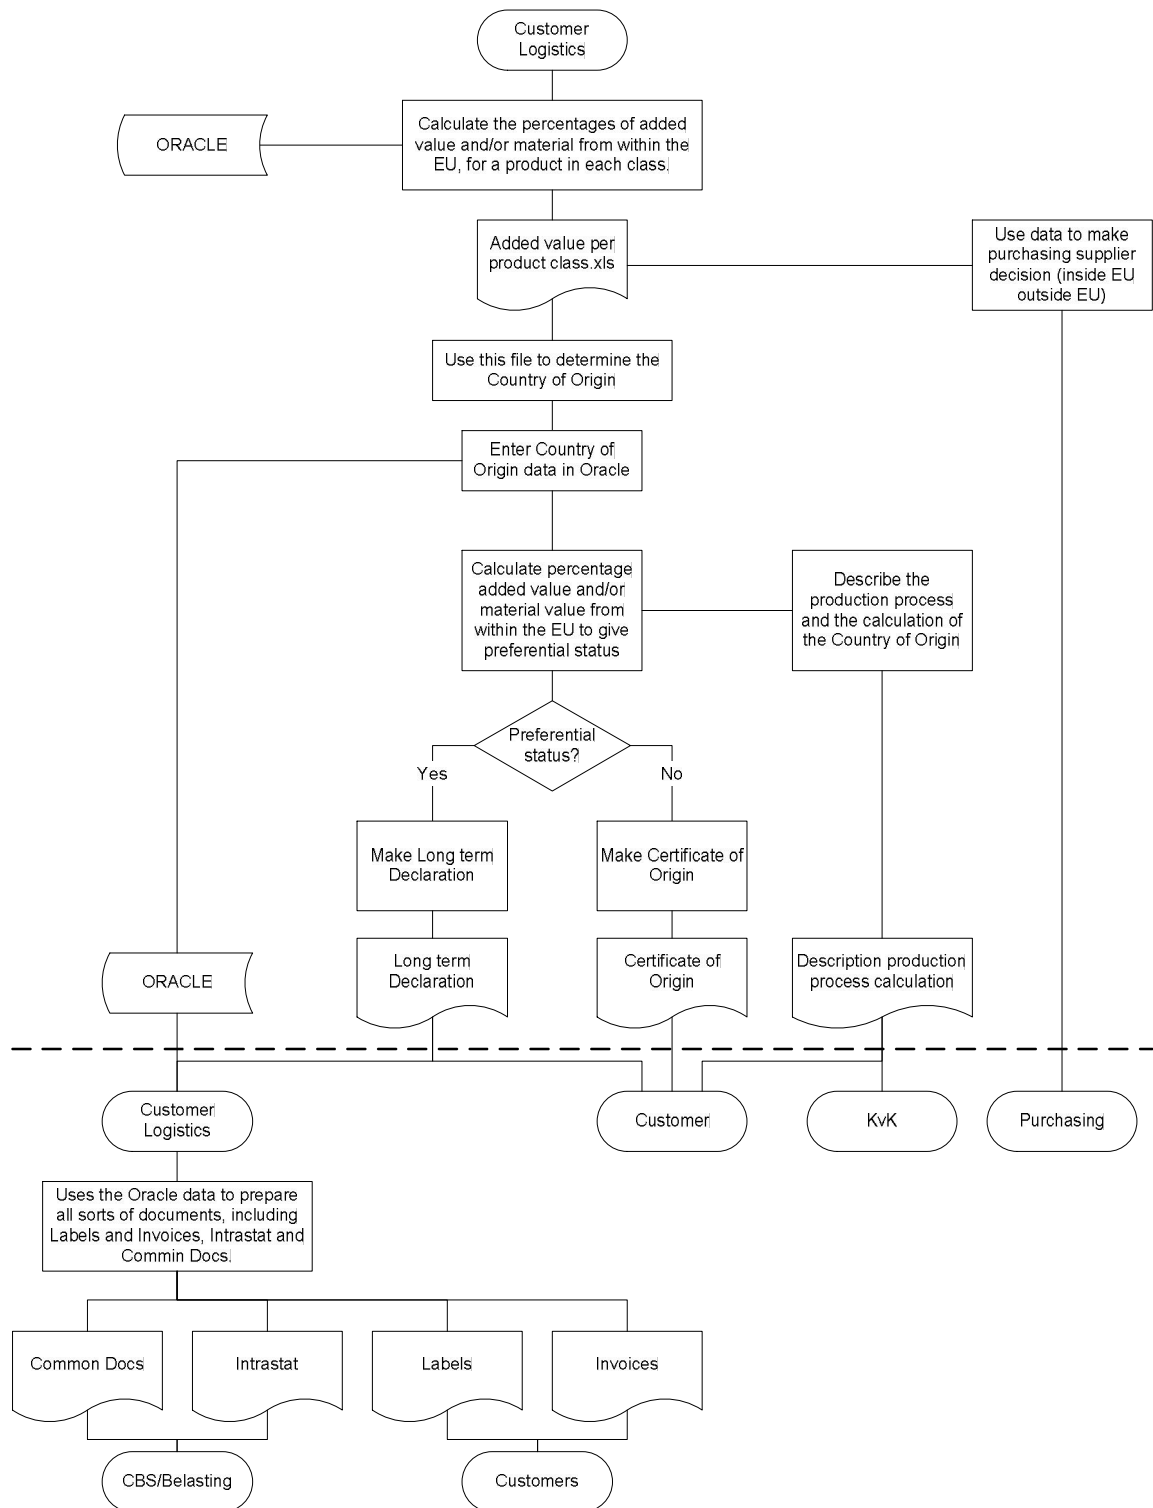 Customer
Logistics
ORACLE
Calculate the percentages of added
value and/or material from within the
EU, for a product in each class.
Added value per
product class.xls
Use data to make
purchasing supplier
decision (inside EU
outside EU)
Use this file to determine the
Country of Origin
Enter Country of
Origin data in Oracle
Calculate percentage
added value and/or
material value from
within the EU to give
preferential status
Describe the
production process
and the calculation of
the Country of Origin
Preferential
status?
Yes
No
Make Long term
Declaration
Make Certificate of
Origin
ORACLE
Long term
Declaration
Certificate of
Origin
Description production
process calculation
Customer
Logistics
Customer
KvK
Purchasing
Uses the Oracle data to prepare
all sorts of documents, including
Labels and Invoices, Intrastat and
Commin Docs.
Common Docs
Intrastat
Labels
Invoices
CBS/Belasting
Customers